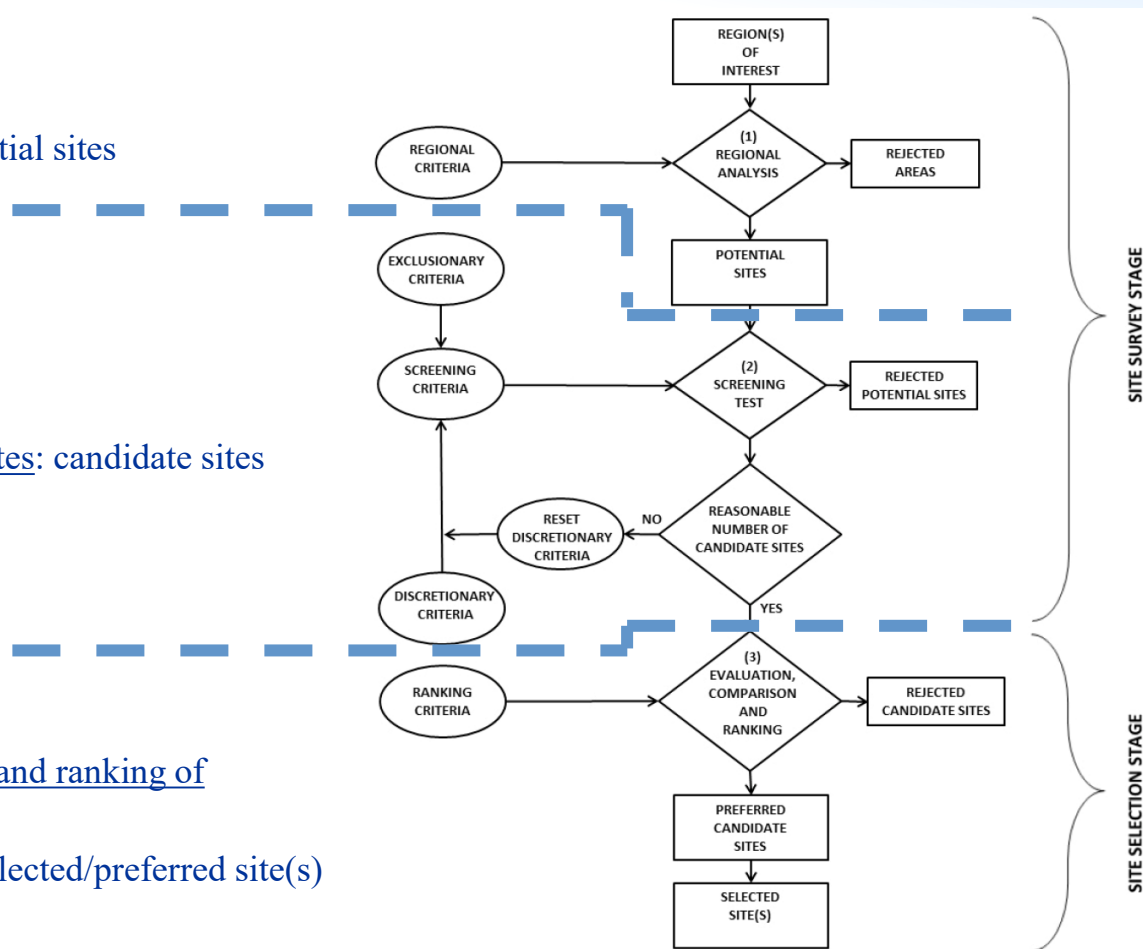 REGION(S)
OF
INTEREST
tial sites
REGIONAL
CRITERIA
(1)
REGIONAL
ANALYSIS
REJECTED
AREAS
EXCLUSIONARY
CRITERIA
POTENTIAL
SITES
SCREENING
CRITERIA
(2)
SCREENING
TEST
REJECTED
POTENTIAL SITES
SITE SURVEY STAGE
tes: candidate sites
RESET
DISCRETIONARY
CRITERIA
NO
REASONABLE
NUMBER OF
CANDIDATE SITES
DISCRETIONARY
CRITERIA
YES
RANKING
CRITERIA
(3)
EVALUATION,
COMPARISON
AND
RANKING
REJECTED
CANDIDATE SITES
and ranking of
PREFERRED
CANDIDATE
SITES
SITE SELECTION STAGE
lected/preferred site(s)
SELECTED
SITE(S)